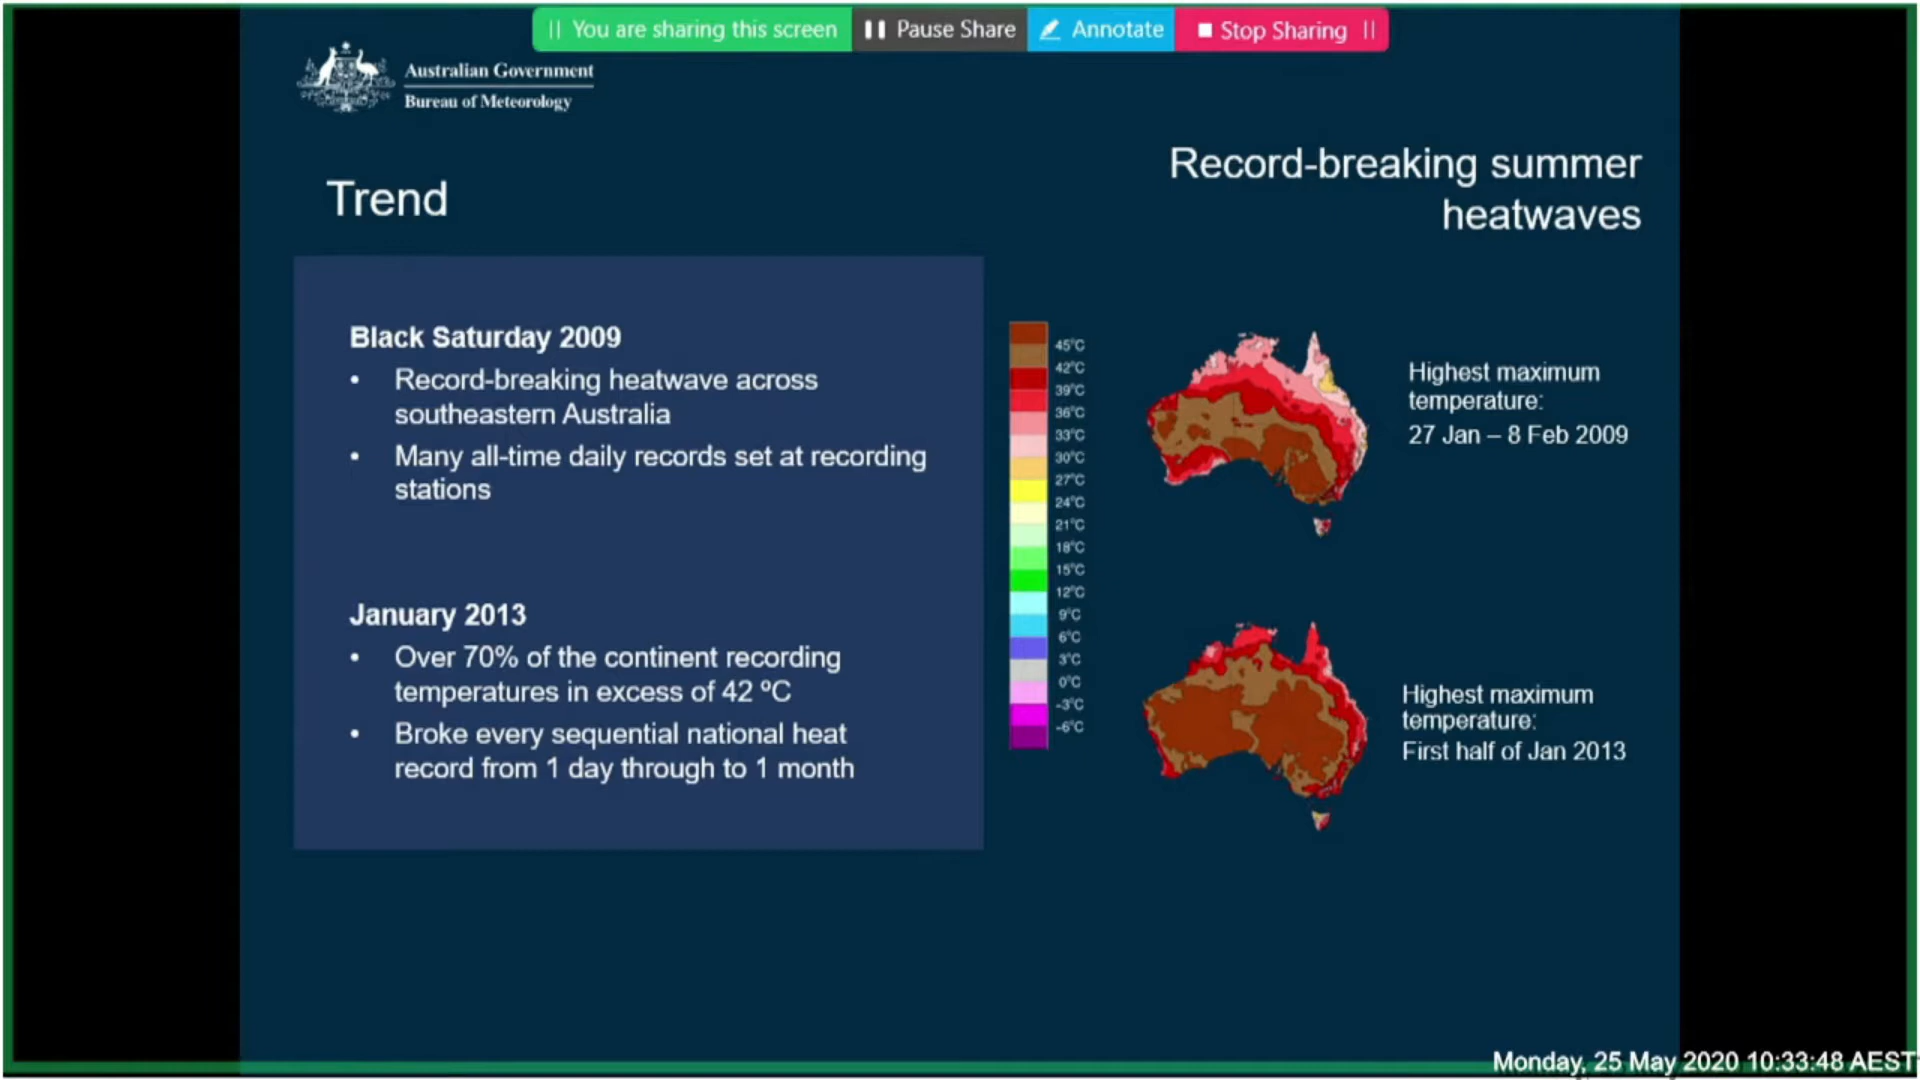 You are sharing this screen Pause Share Annotate Stop Sharing
Australian Government
Bureau of Meteorology
Record-breaking summer
heatwaves
Trend
Black Saturday 2009
• Record-breaking heatwave across
southeastern Australia
• Many all-time daily records set at recording
stations
January 2013
• Over 70% of the continent recording
temperatures in excess of 42 ºC
• Broke every sequential national heat
record from 1 day through to 1 month
45°C
42°C
39°C
36°C
33°C
30°C
27°C
24°C
21°C
18°C
15°C
12°C
9°C
6°C
3°C
0°C
-3°C
-6°C
Highest maximum
temperature:
27 Jan – 8 Feb 2009
Highest maximum
temperature:
First half of Jan 2013
Monday, 25 May 2020 10:33:48 AEST